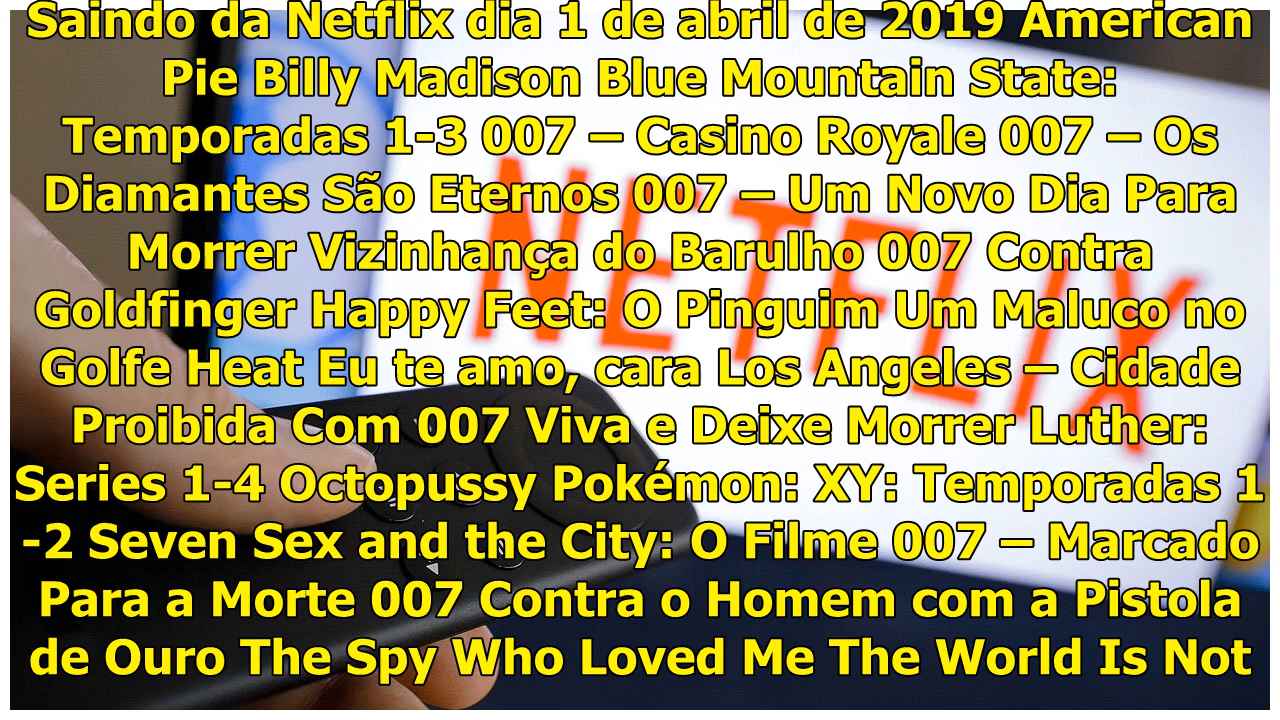 Saindo da Netflix dia 1 de abril de 2019 American
Pie Billy Madison Blue Mountain State:
Temporadas 1-3 007 – Casino Royale 007 – Os
Diamantes São Eternos 007 – Um Novo Dia Para
Morrer Vizinhança do Barulho 007 Contra
Goldfinger Happy Feet: O Pinguim Um Maluco no
Golfe Heat Eu te amo, cara Los Angeles – Cidade
Proibida Com 007 Viva e Deixe Morrer Luther:
Series 1-4 Octopussy Pokémon: XY: Temporadas 1
-2 Seven Sex and the City: O Filme 007 – Marcado
Para a Morte 007 Contra o Homem com a Pistola
de Ouro The Spy Who Loved Me The World Is Not
NETFLIX